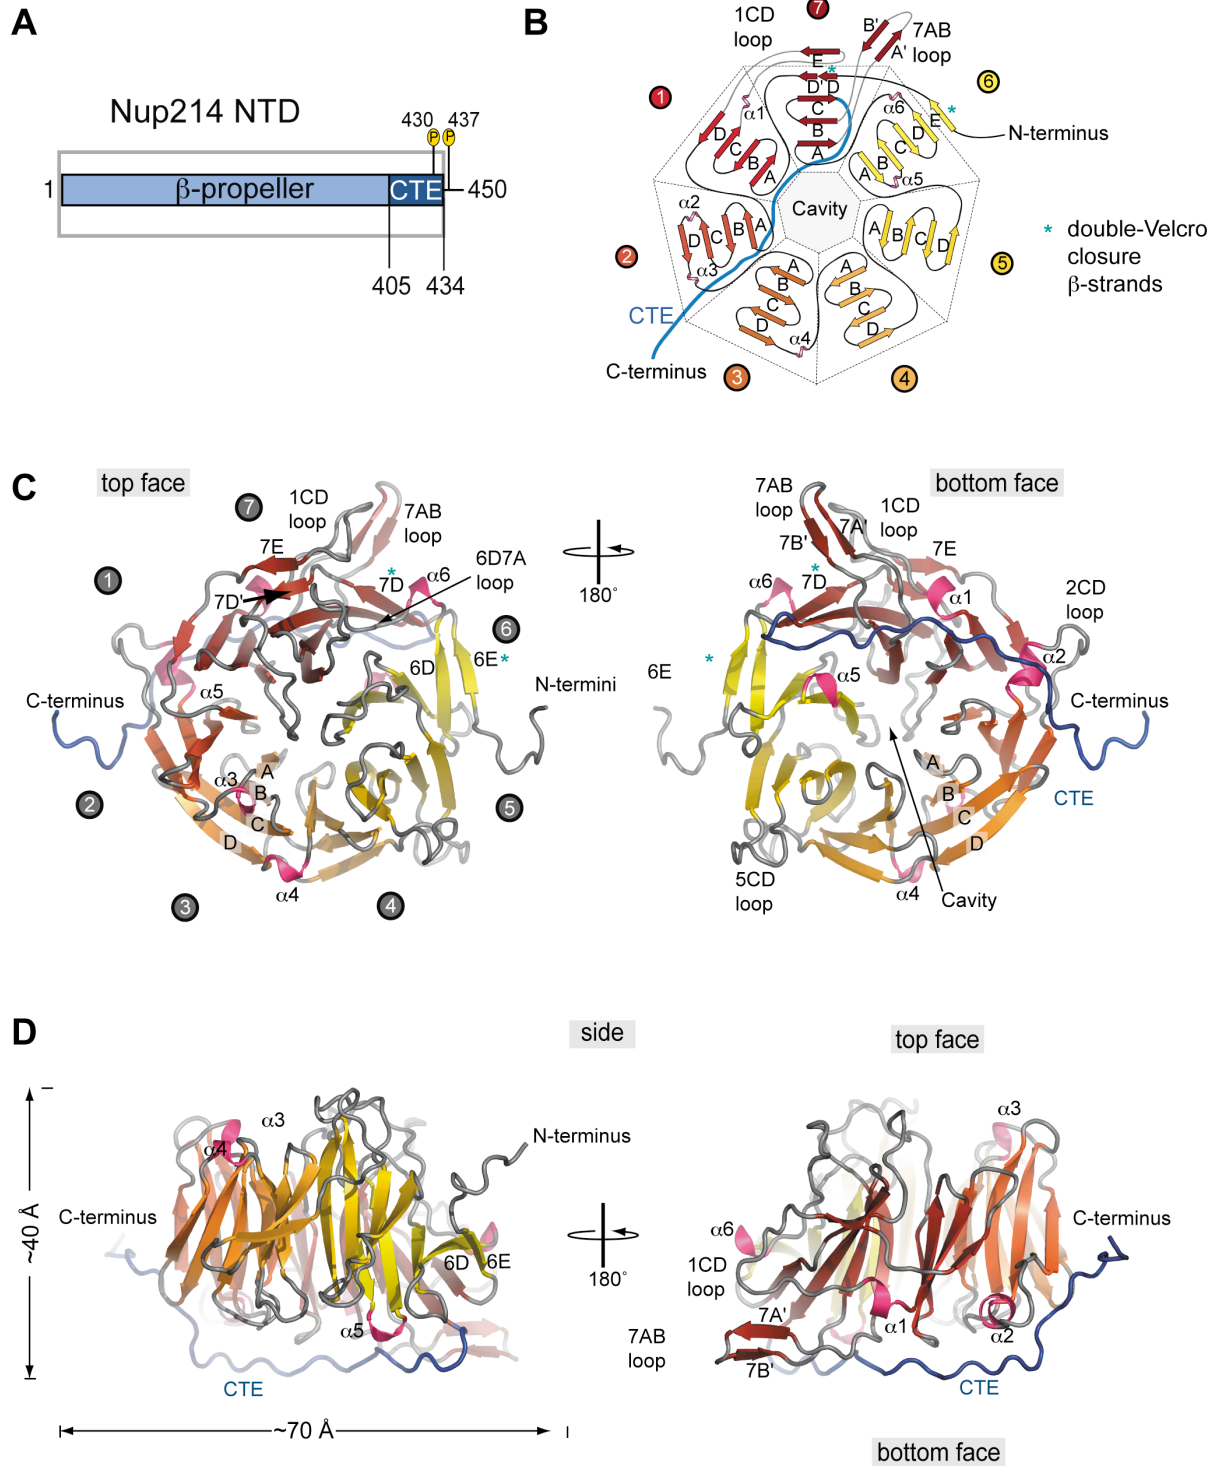 A
Nup214 NTD
430
437
P
P
1
β-propeller
CTE
450
405
434
B
7
1CD
loop
B'
7AB
loop
A'
E
*
D'
D
C
B
A
6
*
1
α1
D
C
B
A
α6
E
D
C
B
A
α5
N-terminus
Cavity
α2
D
C
B
A
α3
2
A
B
C
D
5
* double-Velcro
closure
β-strands
A
B
C
D
α4
A
B
C
D
CTE
C-terminus
3
4
C
top face
7
1CD
loop
7AB
loop
7E
1
7D'
*
7D
α6
6D7A
loop
6
6D
6E
*
N-termini
α5
C-terminus
α3
A
B
C
D
2
5
α4
3
4
180°
bottom face
7AB
loop
1CD
loop
7A'
7B'
7E
α6
*
7D
α1
2CD
loop
α2
6E
*
α5
C-terminus
A
B
C
D
CTE
5CD
loop
α4
Cavity
D
side
top face
α3
α4
N-terminus
C-terminus
~40 Å
6D
6E
α5
CTE
~70 Å
180°
α3
α6
1CD
loop
C-terminus
7AB
loop
7A'
7B'
α1
α2
CTE
bottom face